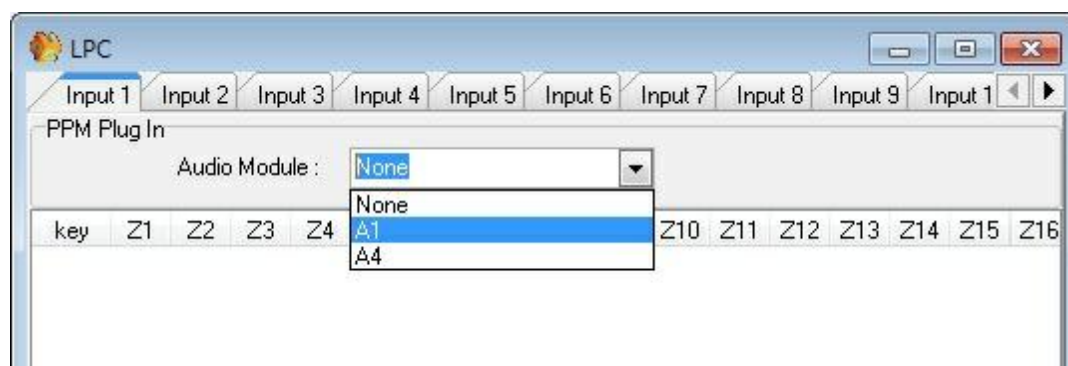 LPC
Input 1 Input 2 Input 3 Input 4 Input 5 Input 6 Input 7 Input 8 Input 9 Input 1
PPM Plug In
Audio Module : None
None
key Z1 Z2 Z3 Z4 A1 Z10 Z11 Z12 Z13 Z14 Z15 Z16
A4